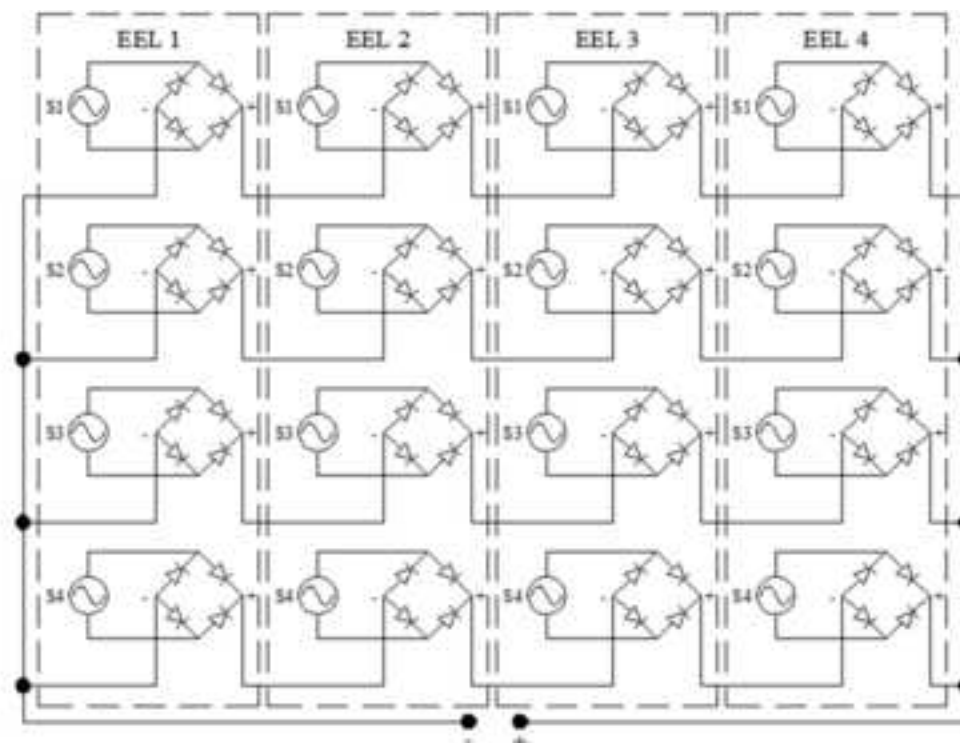 EEL 1 EEL 2 EEL 3 EEL 4
S1 - + S1 - + S1 - + S1 - +
S2 - + S2 - + S2 - + S2 - +
S3 - + S3 - + S3 - + S3 - +
S4 - + S4 - + S4 - + S4 - +
- +